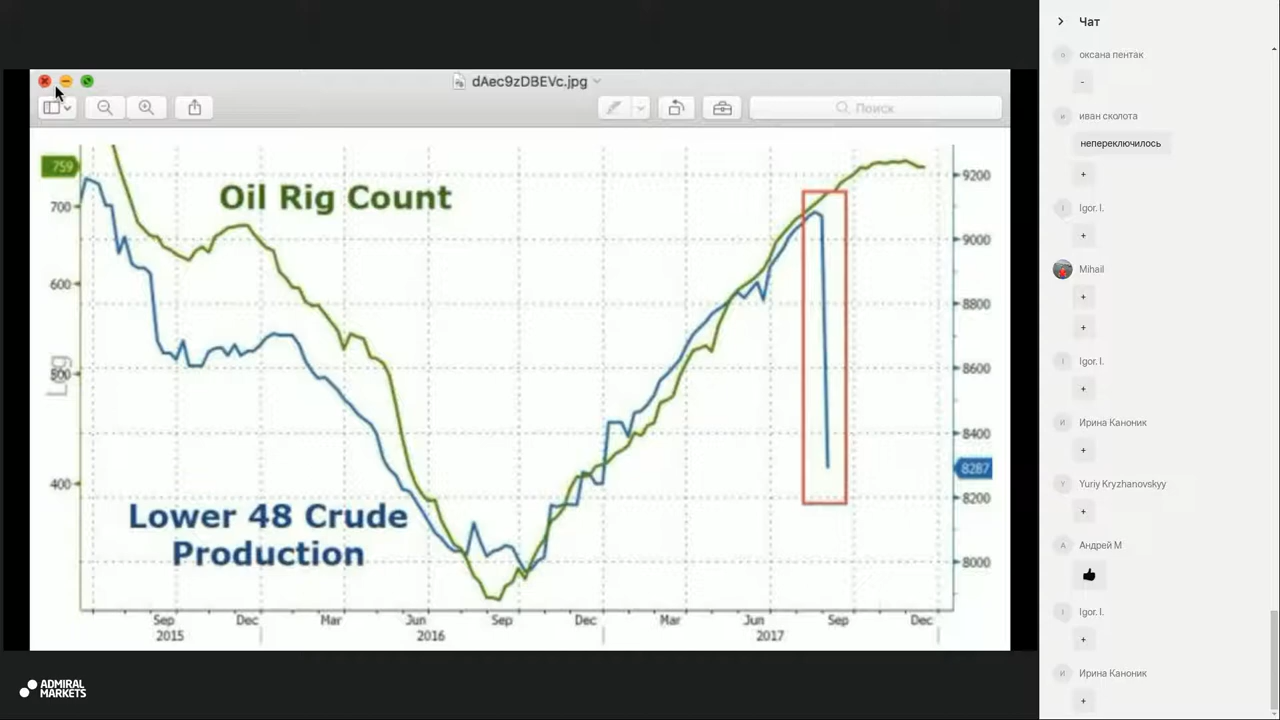 dAec9zDBEVc.jpg
Поиск
759
700
600
500
400
Log
Oil Rig Count
Lower 48 Crude
Production
9200
9000
8800
8600
8400
8287
8200
8000
Sep Dec Mar Jun Sep Dec Mar Jun Sep Dec
2015 2016 2017
ADMIRAL
MARKETS
Чат
о оксана пентак
-
и иван сколота
непереключилось
+
I Igor. I.
+
Mihail
+
+
I Igor. I.
+
И Ирина Каноник
+
Y Yuriy Kryzhanovskyy
+
А Андрей М
I Igor. I.
+
И Ирина Каноник
+